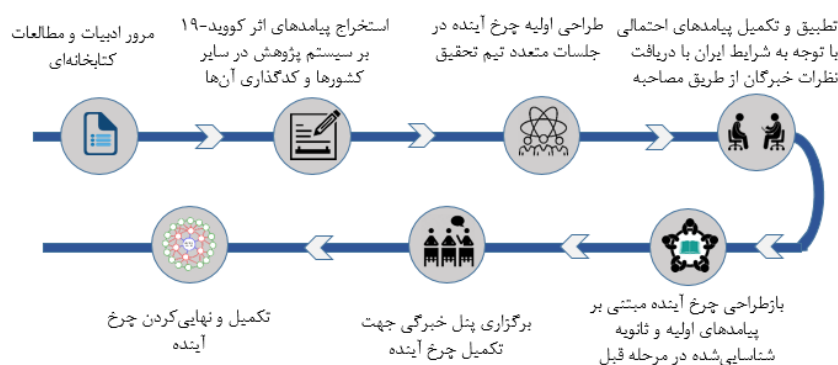 مرور ادبیات و مطالعات
کتابخانه‌ای
استخراج پیامدهای اثر کووید-۱۹
بر سیستم پژوهش در سایر
کشورها و کدگذاری آن‌ها
طراحی اولیه چرخ آینده در
جلسات متعدد تیم تحقیق
تطبیق و تکمیل پیامدهای احتمالی
با توجه به شرایط ایران با دریافت
نظرات خبرگان از طریق مصاحبه
بازطراحی چرخ آینده مبتنی بر
پیامدهای اولیه و ثانویه
شناسایی‌شده در مرحله قبل
برگزاری پنل خبرگی جهت
تکمیل چرخ آینده
تکمیل و نهایی‌کردن چرخ
آینده